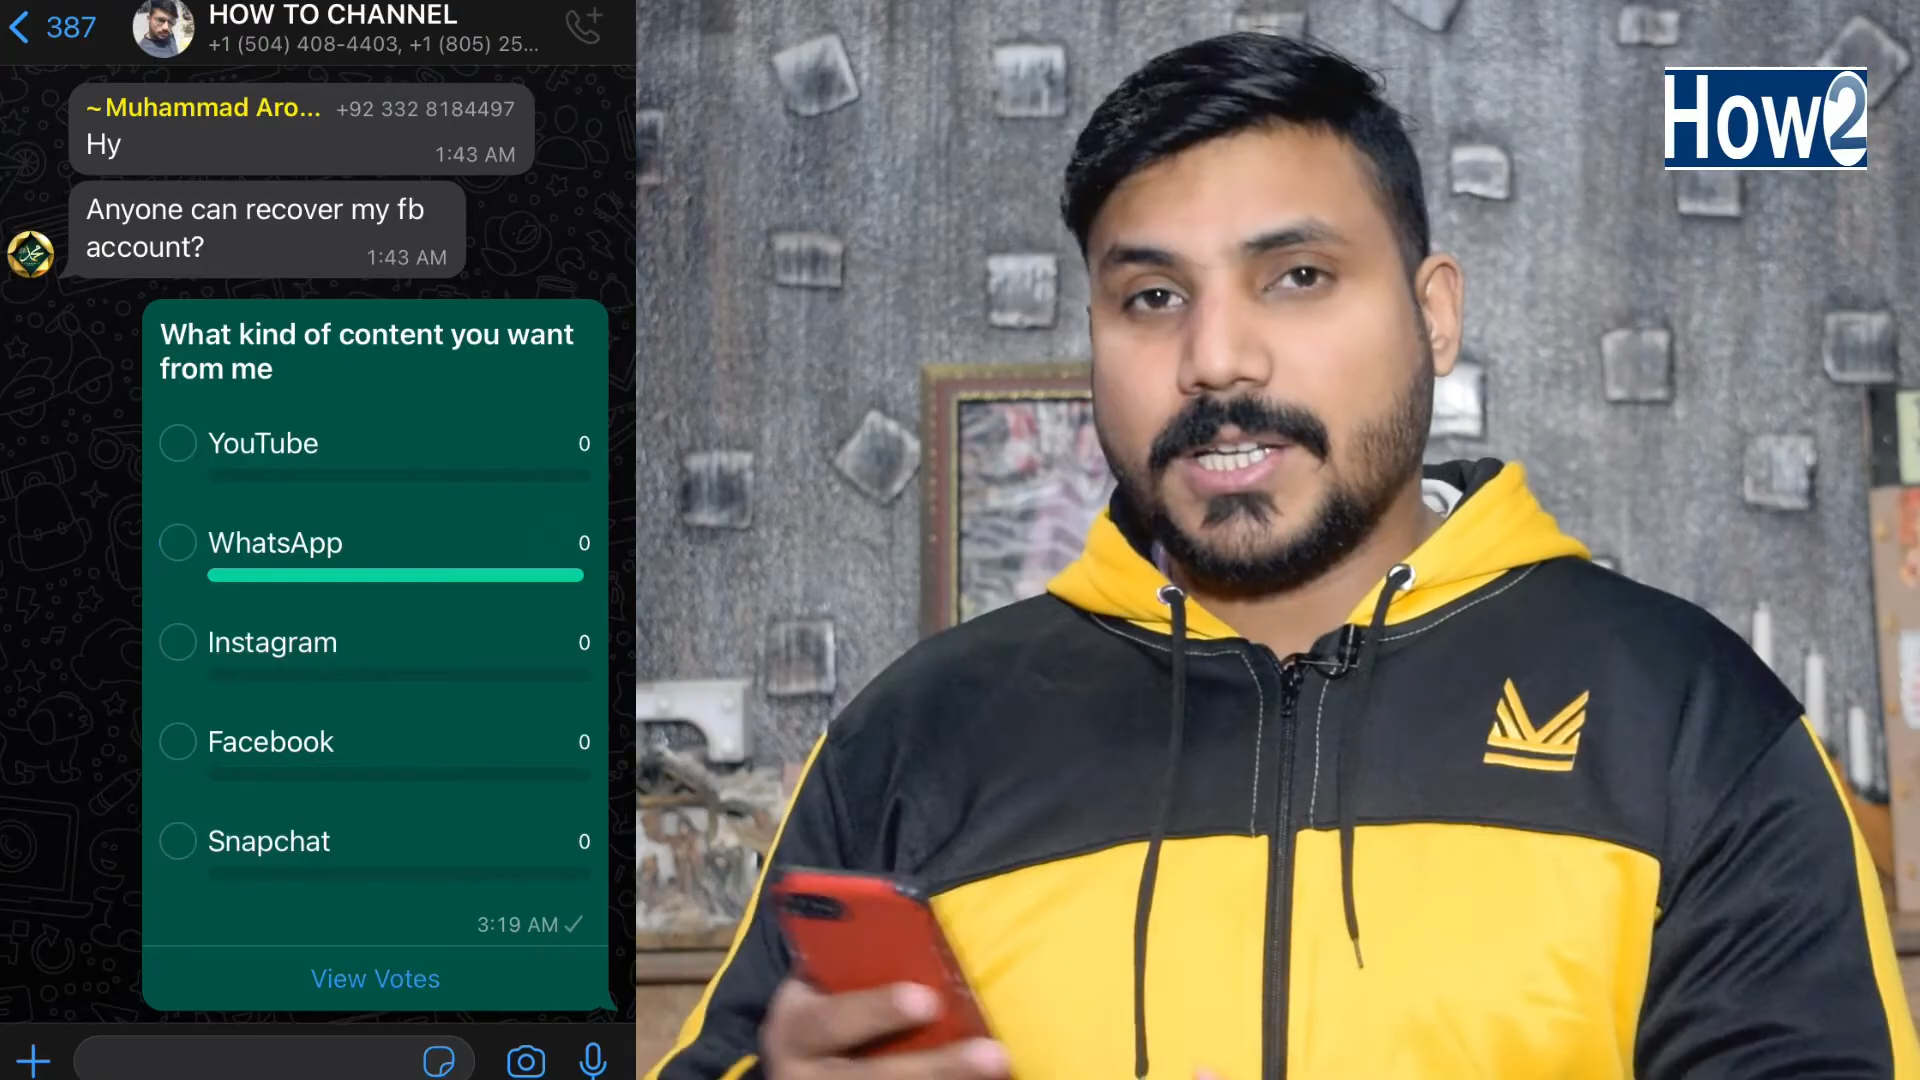 387
HOW TO CHANNEL
+1 (504) 408-4403, +1 (805) 25...
~Muhammad Aro... +92 332 8184497
Hy
1:43 AM
Anyone can recover my fb
account?
1:43 AM
What kind of content you want
from me
YouTube 0
WhatsApp 0
Instagram 0
Facebook 0
Snapchat 0
3:19 AM
View Votes
How2